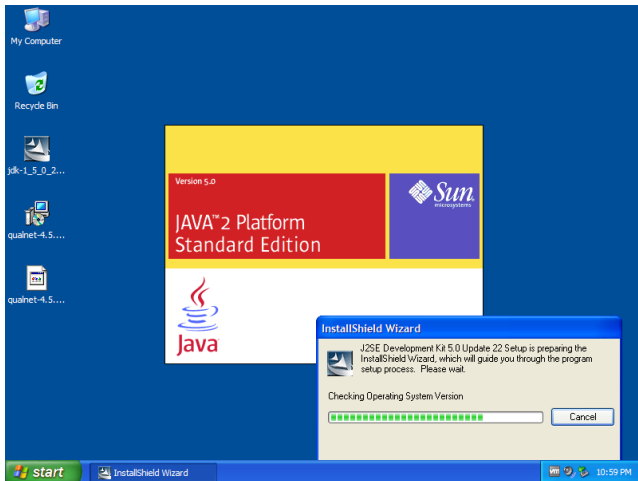 My Computer
Recycle Bin
jdk-1_5_0_2...
qualnet-4.5....
qualnet-4.5....
Version 5.0
Sun
microsystems
JAVA™2 Platform
Standard Edition
Java
InstallShield Wizard
J2SE Development Kit 5.0 Update 22 Setup is preparing the
InstallShield Wizard, which will guide you through the program
setup process. Please wait.
Checking Operating System Version
Cancel
start
InstallShield Wizard
10:59 PM